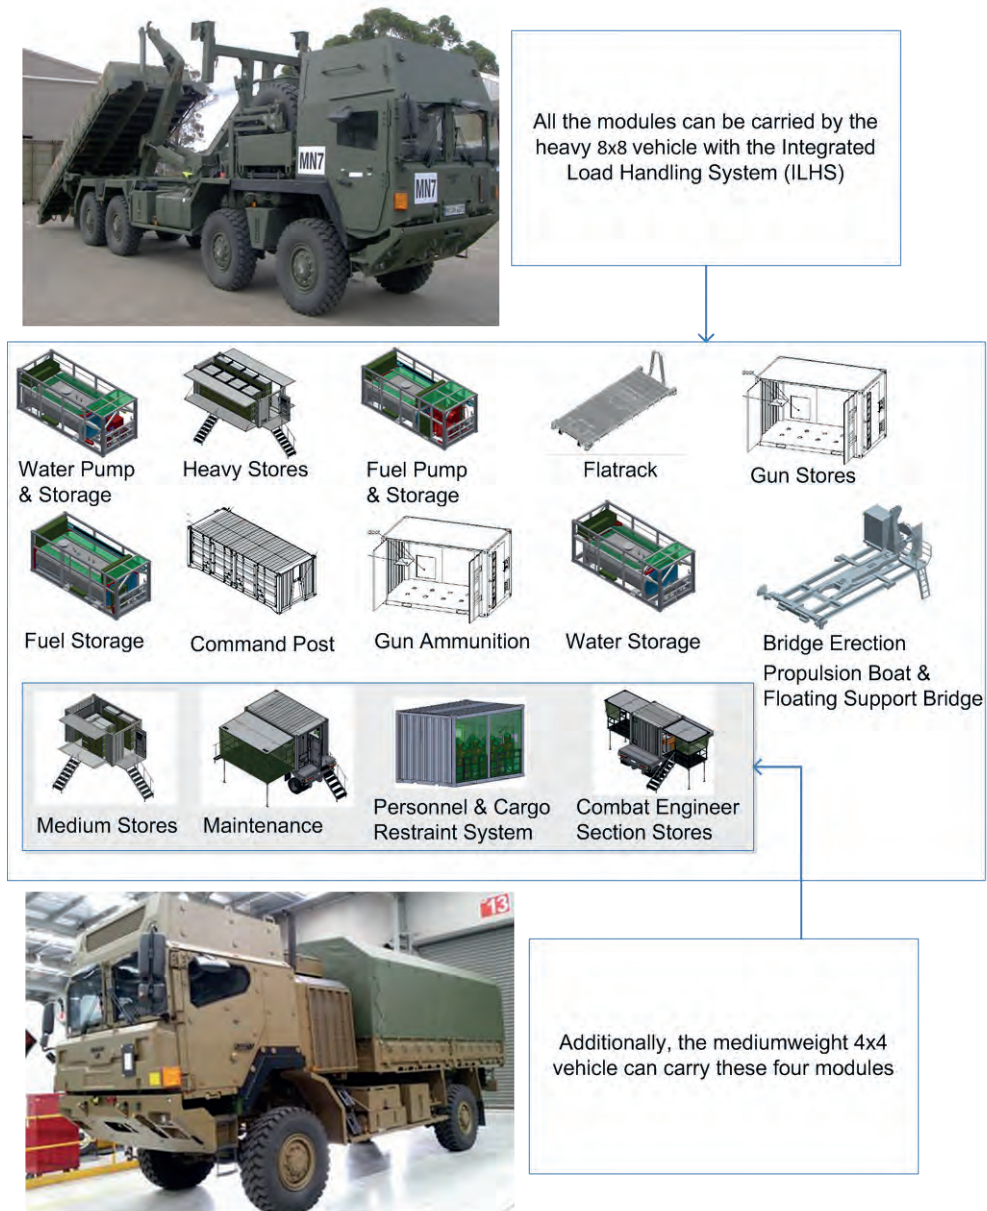 MN7
MN7
All the modules can be carried by the
heavy 8x8 vehicle with the Integrated
Load Handling System (ILHS)
Water Pump
& Storage
Heavy Stores
Fuel Pump
& Storage
Flatrack
Gun Stores
Fuel Storage
Command Post
Gun Ammunition
Water Storage
Bridge Erection
Propulsion Boat &
Floating Support Bridge
Medium Stores
Maintenance
Personnel & Cargo
Restraint System
Combat Engineer
Section Stores
13
Additionally, the mediumweight 4x4
vehicle can carry these four modules